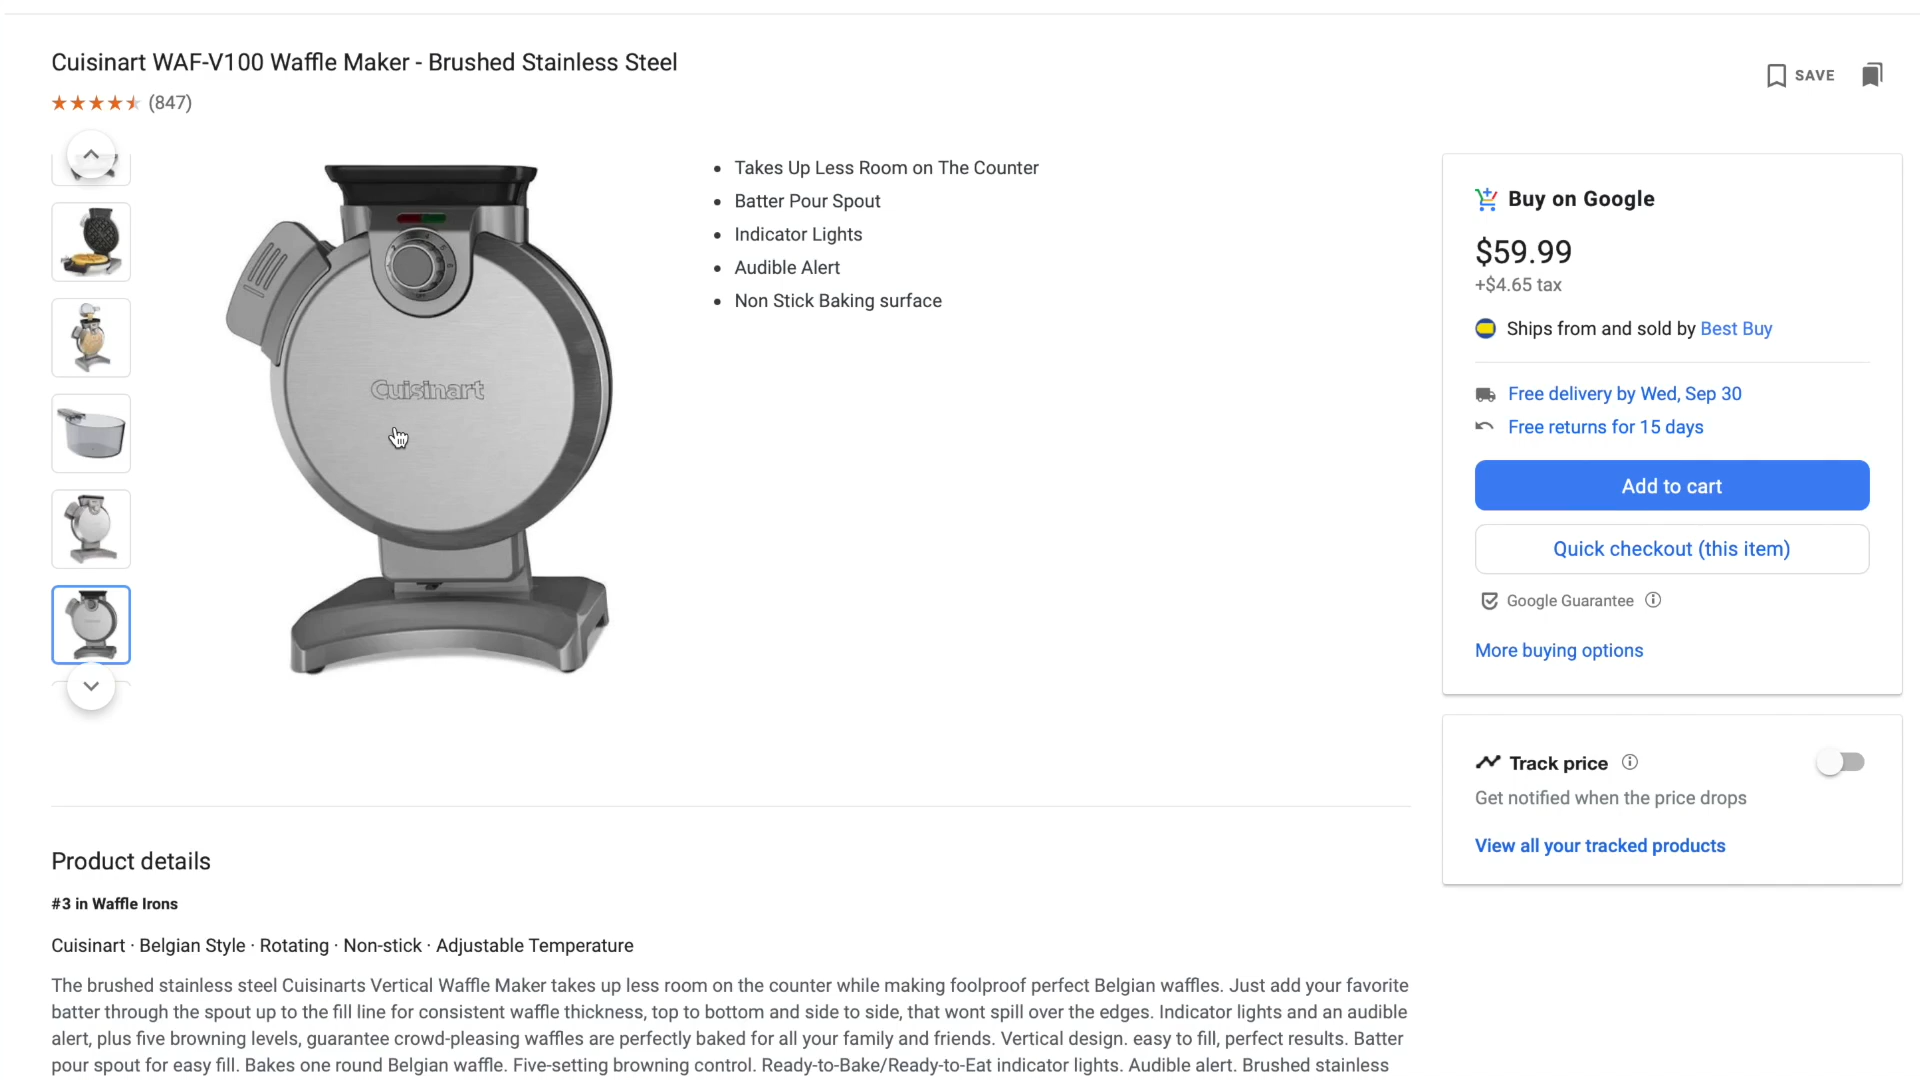 Cuisinart WAF-V100 Waffle Maker - Brushed Stainless Steel
(847)
SAVE
Takes Up Less Room on The Counter
Batter Pour Spout
Indicator Lights
Audible Alert
Non Stick Baking surface
Cuisinart
Buy on Google
$59.99
+$4.65 tax
Ships from and sold by Best Buy
Free delivery by Wed, Sep 30
Free returns for 15 days
Add to cart
Quick checkout (this item)
Google Guarantee
More buying options
Track price
Get notified when the price drops
View all your tracked products
Product details
#3 in Waffle Irons
Cuisinart · Belgian Style · Rotating · Non-stick · Adjustable Temperature
The brushed stainless steel Cuisinarts Vertical Waffle Maker takes up less room on the counter while making foolproof perfect Belgian waffles. Just add your favorite
batter through the spout up to the fill line for consistent waffle thickness, top to bottom and side to side, that wont spill over the edges. Indicator lights and an audible
alert, plus five browning levels, guarantee crowd-pleasing waffles are perfectly baked for all your family and friends. Vertical design. easy to fill, perfect results. Batter
pour spout for easy fill. Bakes one round Belgian waffle. Five-setting browning control. Ready-to-Bake/Ready-to-Eat indicator lights. Audible alert. Brushed stainless